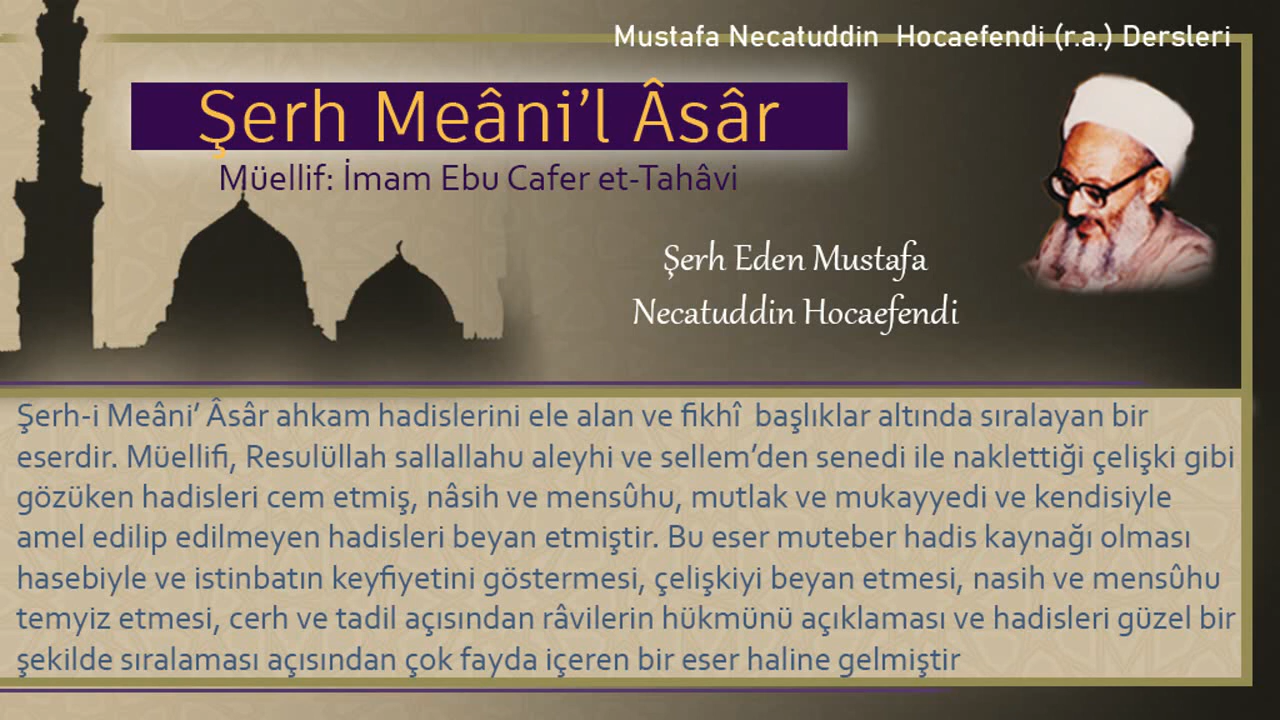 Mustafa Necatuddin Hocaefendi (r.a.) Dersleri
Şerh Meâni’l Âsâr
Müellif: İmam Ebu Cafer et-Tahâvi
Şerh Eden Mustafa
Necatuddin Hocaefendi
Şerh-i Meâni’ Âsâr ahkam hadislerini ele alan ve fikhî başlıklar altında sıralayan bir
eserdir. Müellifi, Resulüllah sallallahu aleyhi ve sellem’den senedi ile naklettiği çelişki gibi
gözüken hadisleri cem etmiş, nâsih ve mensûhu, mutlak ve mukayyedi ve kendisiyle
amel edilip edilmeyen hadisleri beyan etmiştir. Bu eser muteber hadis kaynağı olması
hasebiyle ve istinbatın keyfiyetini göstermesi, çelişkiyi beyan etmesi, nasih ve mensûhu
temyiz etmesi, cerh ve tadil açısından râvilerin hükmünü açıklaması ve hadisleri güzel bir
şekilde sıralaması açısından çok fayda içeren bir eser haline gelmiştir